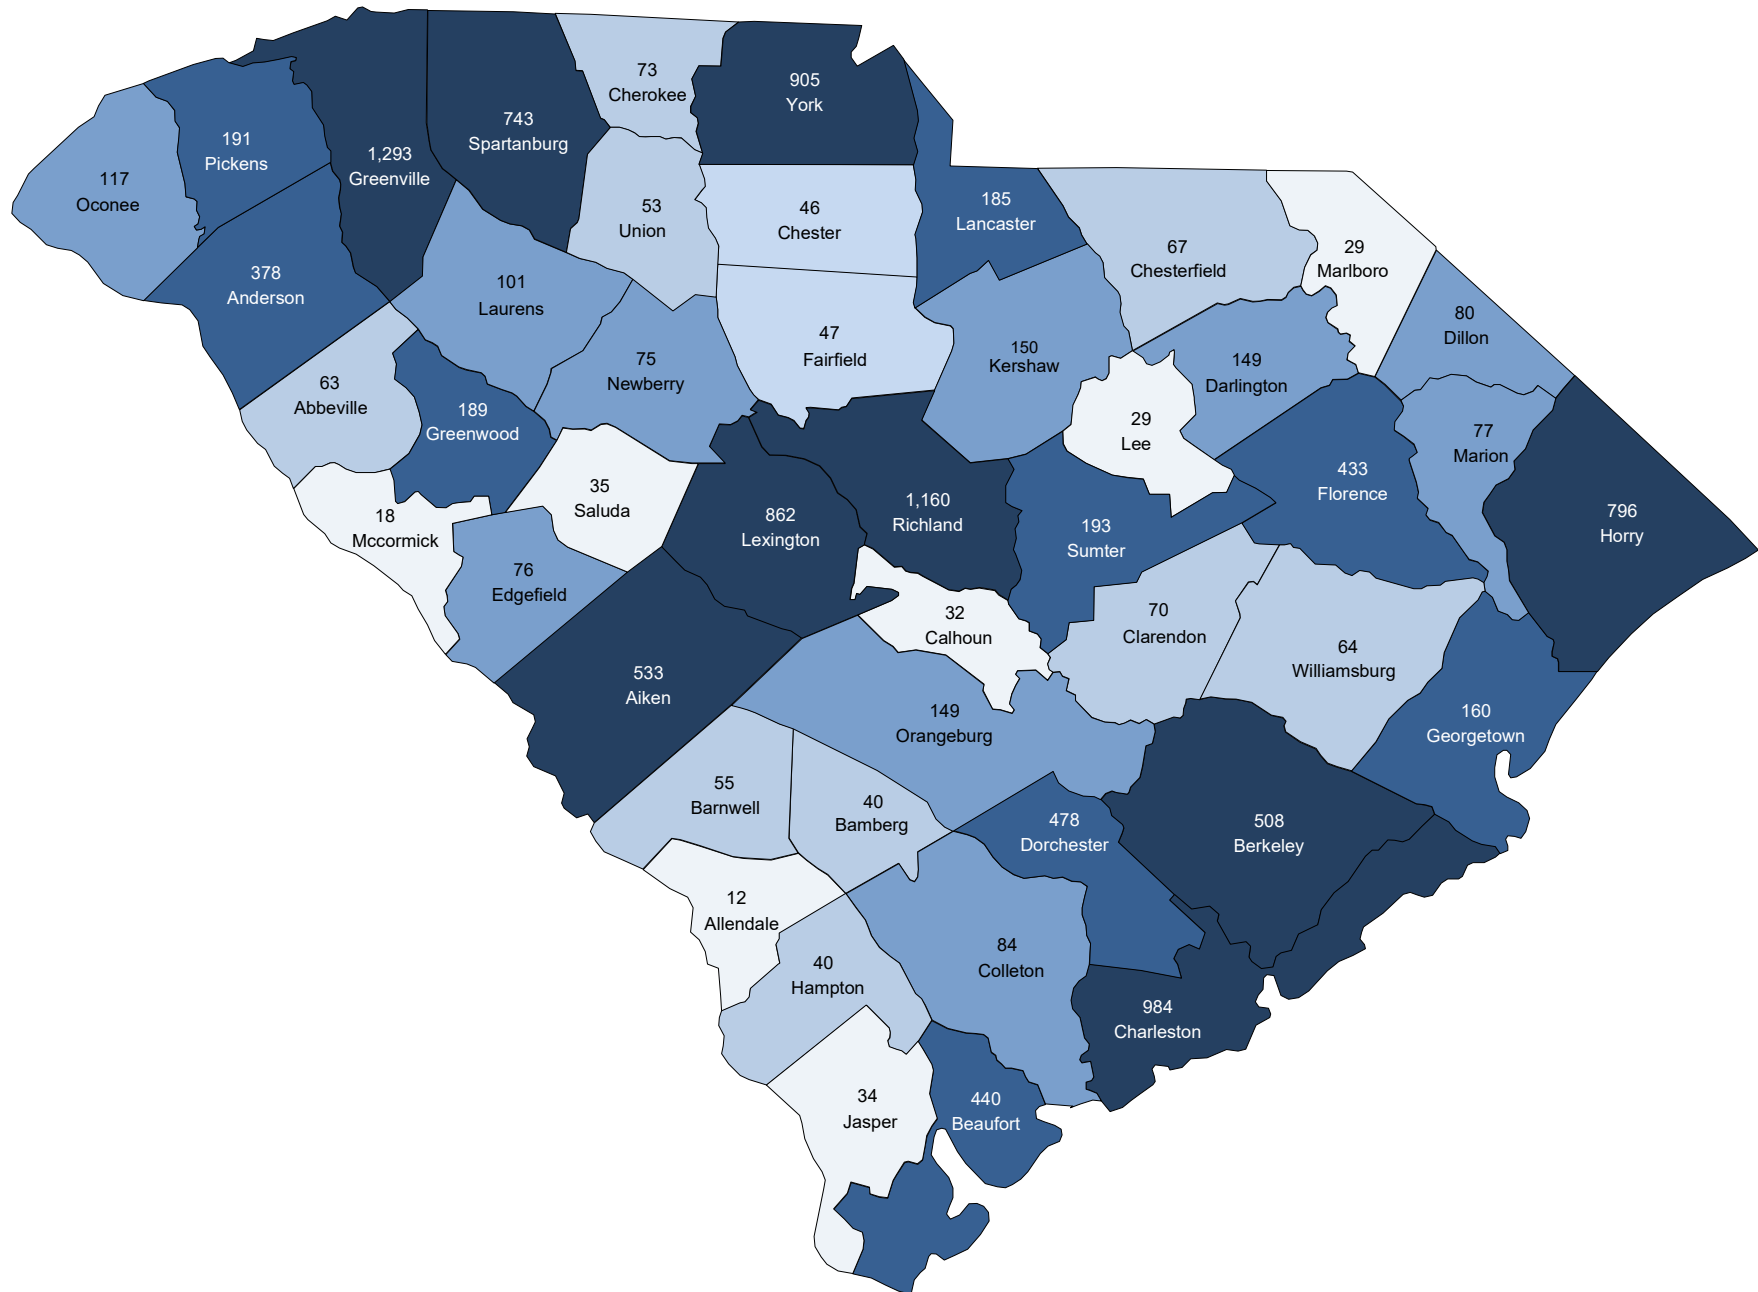 73
Cherokee
905
York
743
Spartanburg
191
Pickens
1,293
Greenville
117
Oconee
53
Union
46
Chester
185
Lancaster
67
Chesterfield
29
Marlboro
378
Anderson
101
Laurens
80
Dillon
47
Fairfield
150
Kershaw
75
Newberry
149
Darlington
63
Abbeville
189
Greenwood
29
Lee
77
Marion
433
Florence
35
Saluda
1,160
Richland
862
Lexington
18
Mccormick
193
Sumter
796
Horry
76
Edgefield
32
Calhoun
70
Clarendon
64
Williamsburg
533
Aiken
149
Orangeburg
160
Georgetown
55
Barnwell
40
Bamberg
478
Dorchester
508
Berkeley
12
Allendale
84
Colleton
40
Hampton
984
Charleston
34
Jasper
440
Beaufort